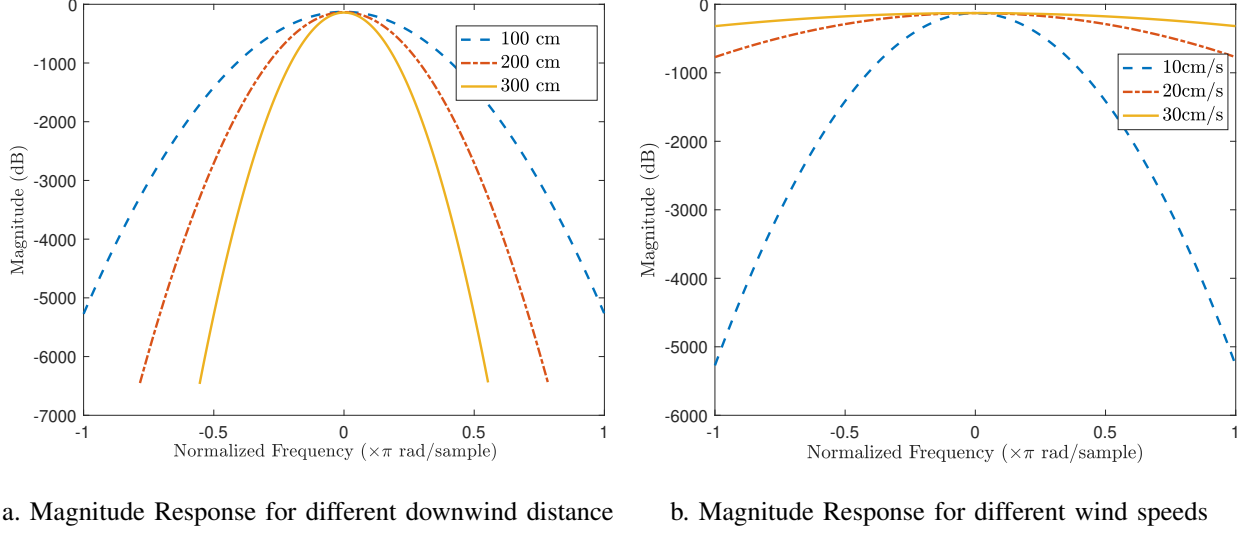 0
-1000
-2000
-3000
-4000
-5000
-6000
-7000
-1
-0.5
0
0.5
1
Magnitude (dB)
Normalized Frequency (×π rad/sample)
100 cm
200 cm
300 cm
a. Magnitude Response for different downwind distance
0
-1000
-2000
-3000
-4000
-5000
-6000
-1
-0.5
0
0.5
1
Magnitude (dB)
Normalized Frequency (×π rad/sample)
10cm/s
20cm/s
30cm/s
b. Magnitude Response for different wind speeds